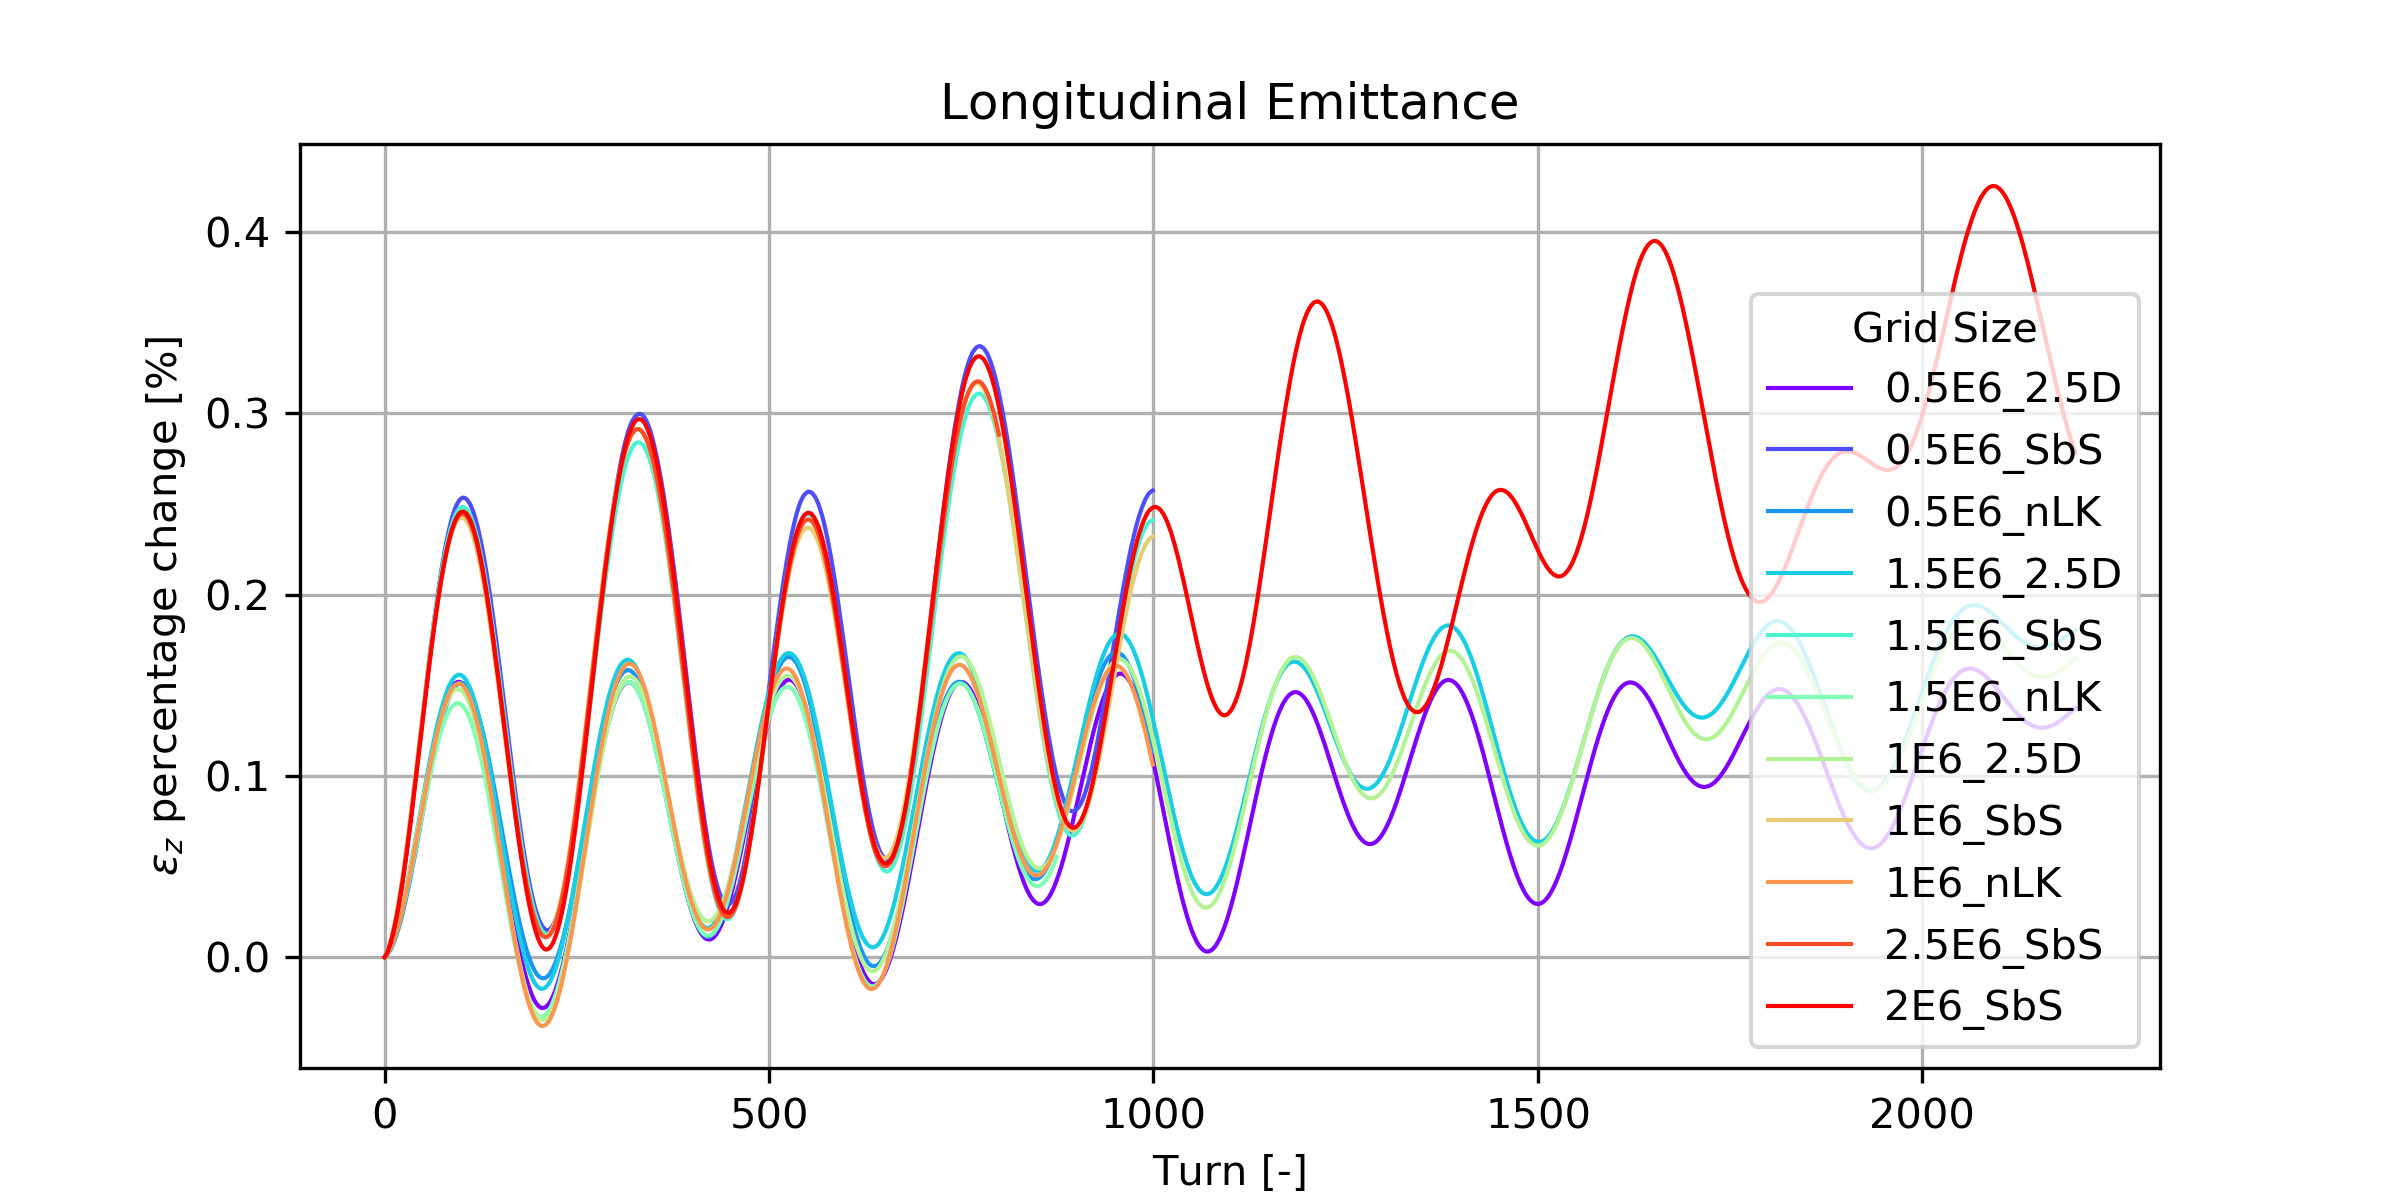 Longitudinal Emittance
ε_z percentage change [%]
0.4
0.3
0.2
0.1
0.0
Grid Size
0.5E6_2.5D
0.5E6_SbS
0.5E6_nLK
1.5E6_2.5D
1.5E6_SbS
1.5E6_nLK
1E6_2.5D
1E6_SbS
1E6_nLK
2.5E6_SbS
2E6_SbS
0 500 1000 1500 2000
Turn [-]